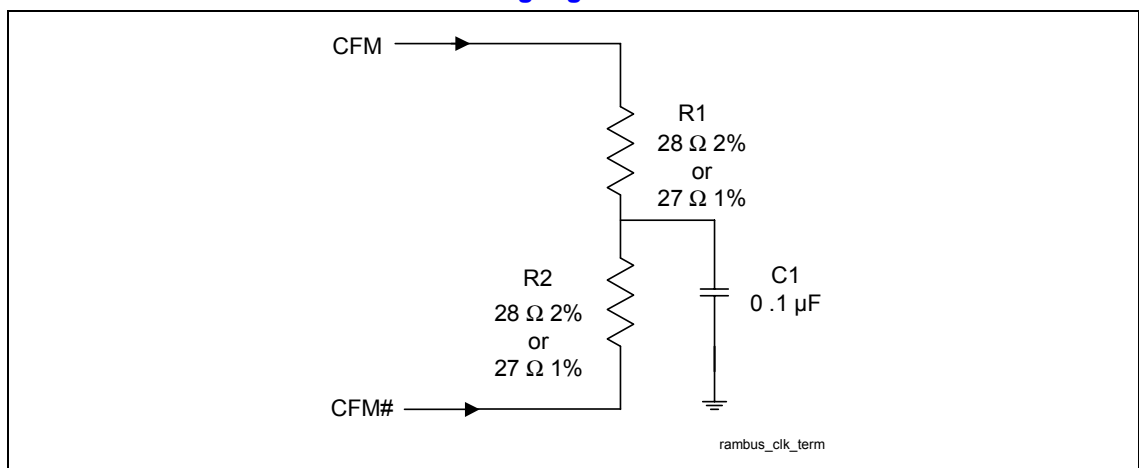 CFM
R1
28 Ω 2%
or
27 Ω 1%
R2
28 Ω 2%
or
27 Ω 1%
C1
0 .1 µF
CFM#
rambus_clk_term